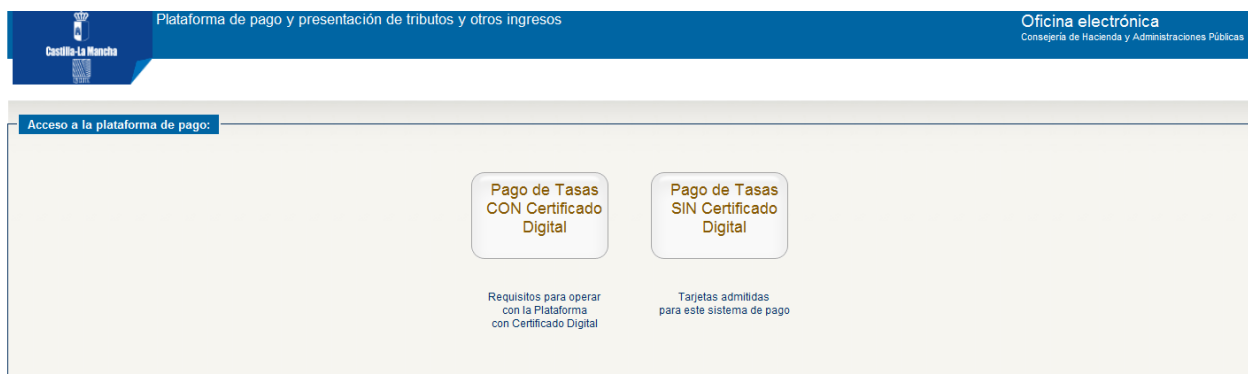 Plataforma de pago y presentación de tributos y otros ingresos
Oficina electrónica
Consejería de Hacienda y Administraciones Públicas
Castilla-La Mancha
Acceso a la plataforma de pago:
Pago de Tasas
CON Certificado
Digital
Pago de Tasas
SIN Certificado
Digital
Requisitos para operar
con la Plataforma
con Certificado Digital
Tarjetas admitidas
para este sistema de pago